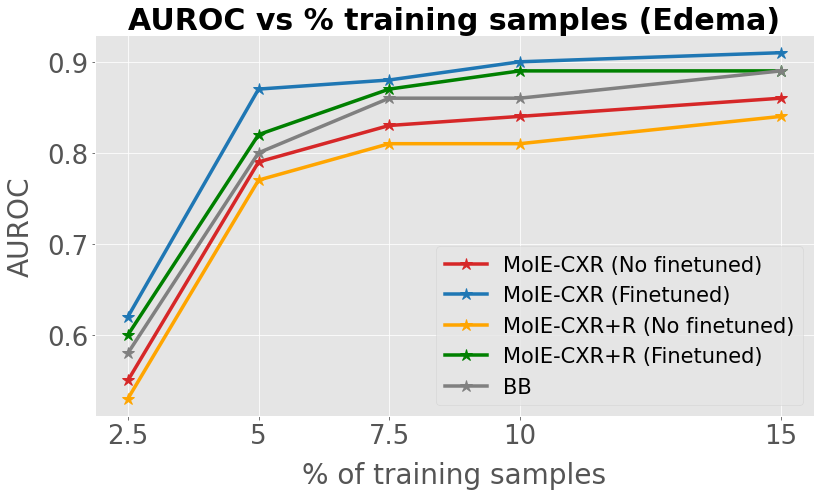 AUROC vs % training samples (Edema)
0.9
0.8
0.7
0.6
AUROC
MoIE-CXR (No finetuned)
MoIE-CXR (Finetuned)
MoIE-CXR+R (No finetuned)
MoIE-CXR+R (Finetuned)
BB
2.5 5 7.5 10 15
% of training samples